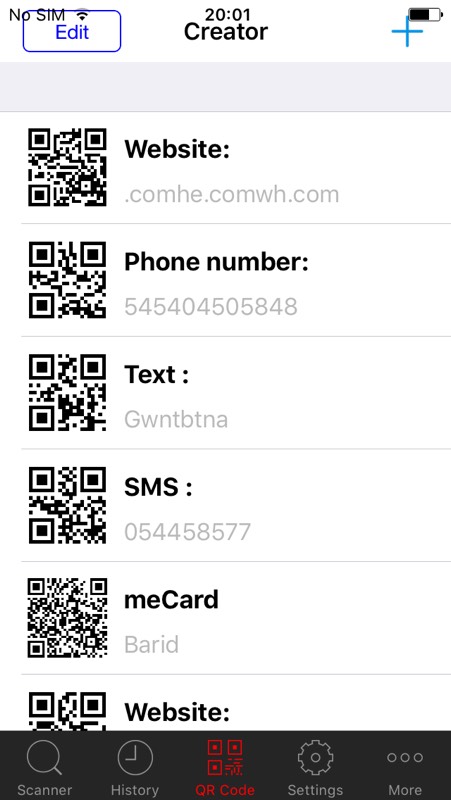 No SIM 20:01
Edit Creator
Website:
.comhe.comwh.com
Phone number:
545404505848
Text :
Gwntbtna
SMS :
054458577
meCard
Barid
Website:
Scanner History QR Code Settings More